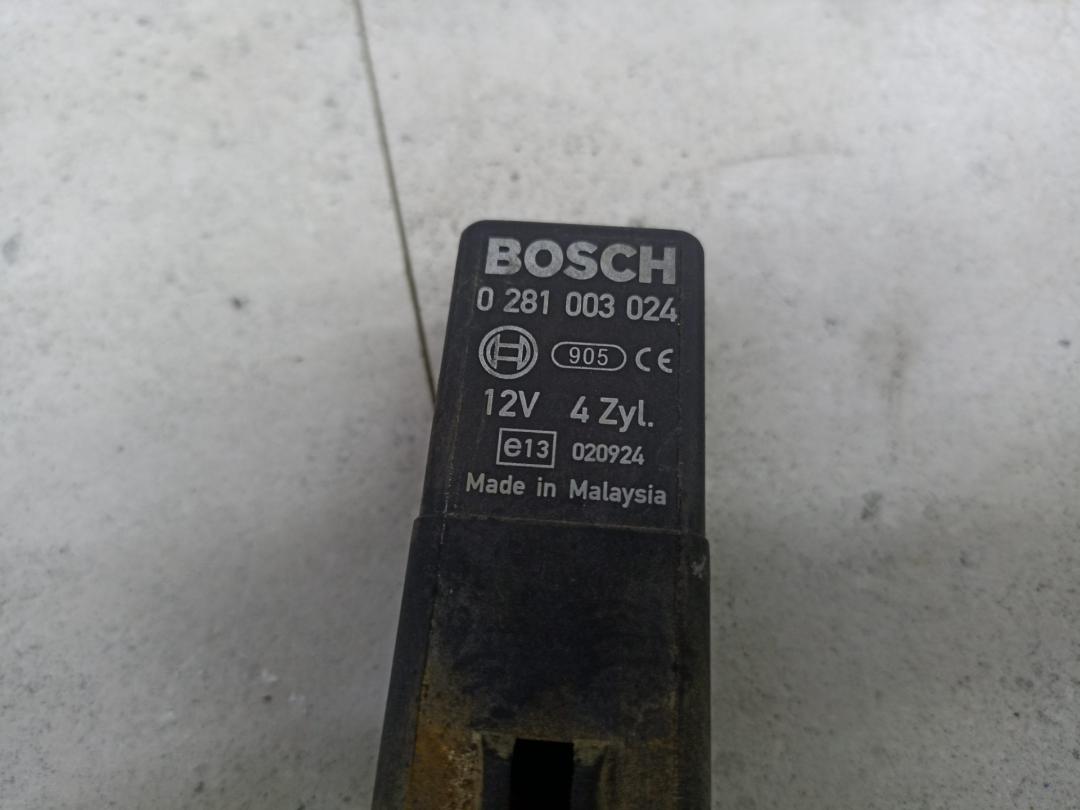 BOSCH
0 281 003 024
905 CE
12V 4 Zyl.
e13 020924
Made in Malaysia